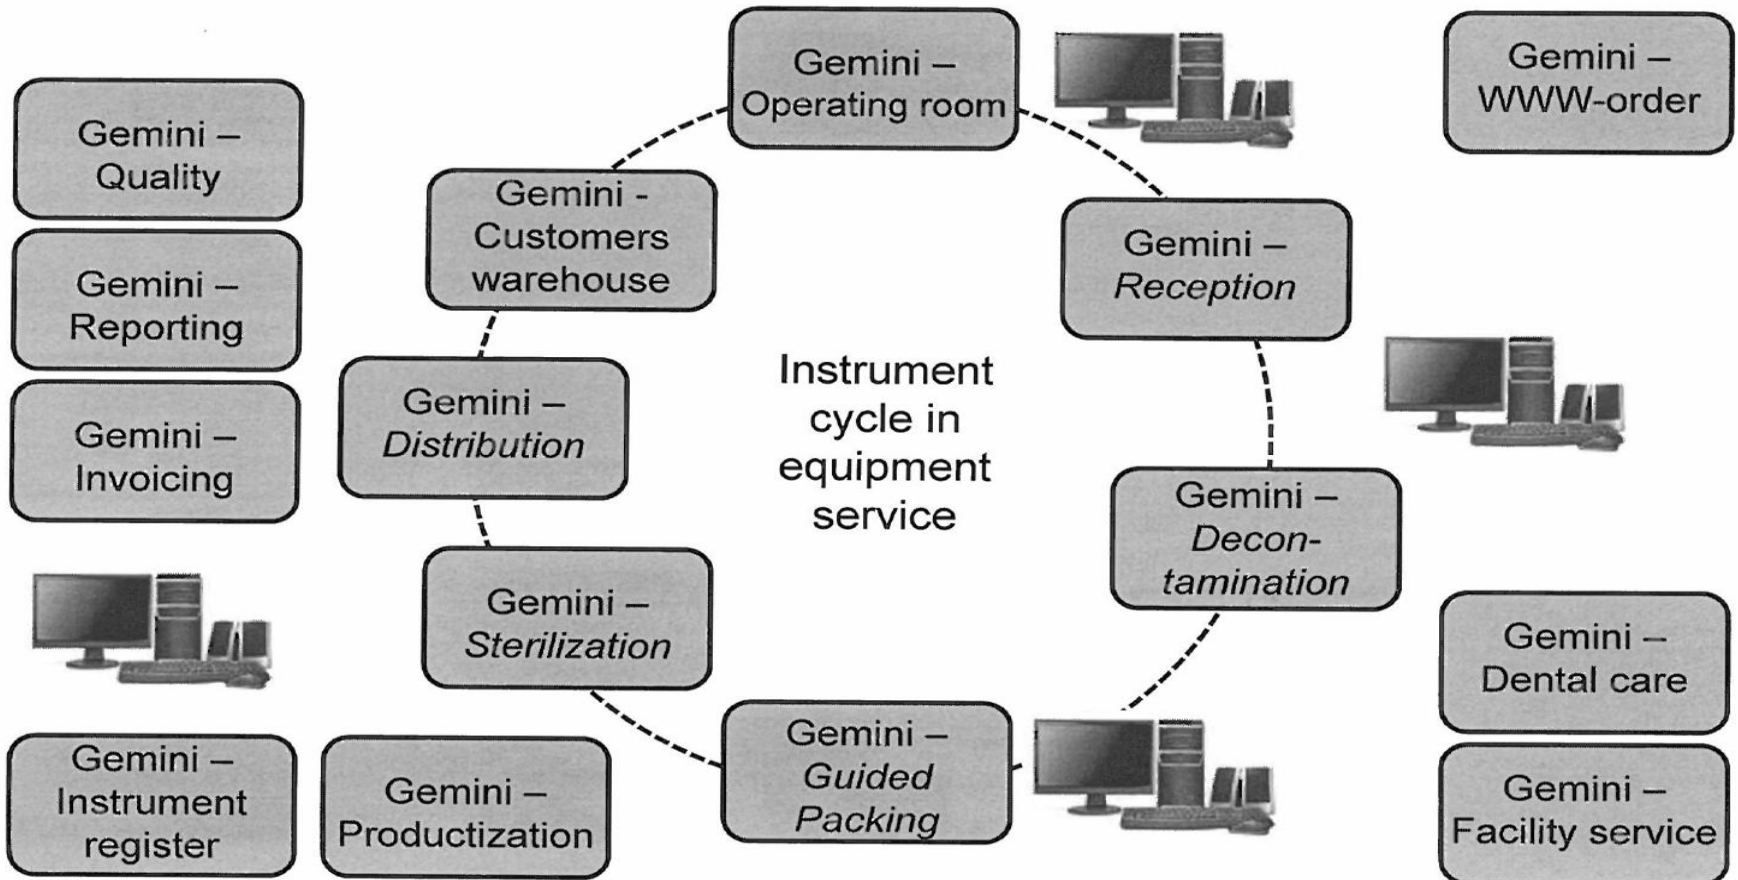 Gemini –
Operating room
Gemini –
WWW-order
Gemini –
Quality
Gemini -
Customers
warehouse
Gemini –
Reception
Gemini –
Reporting
Gemini –
Distribution
Instrument
cycle in
equipment
service
Gemini –
Invoicing
Gemini –
Decon-
tamination
Gemini –
Sterilization
Gemini –
Dental care
Gemini –
Instrument
register
Gemini –
Productization
Gemini –
Guided
Packing
Gemini –
Facility service